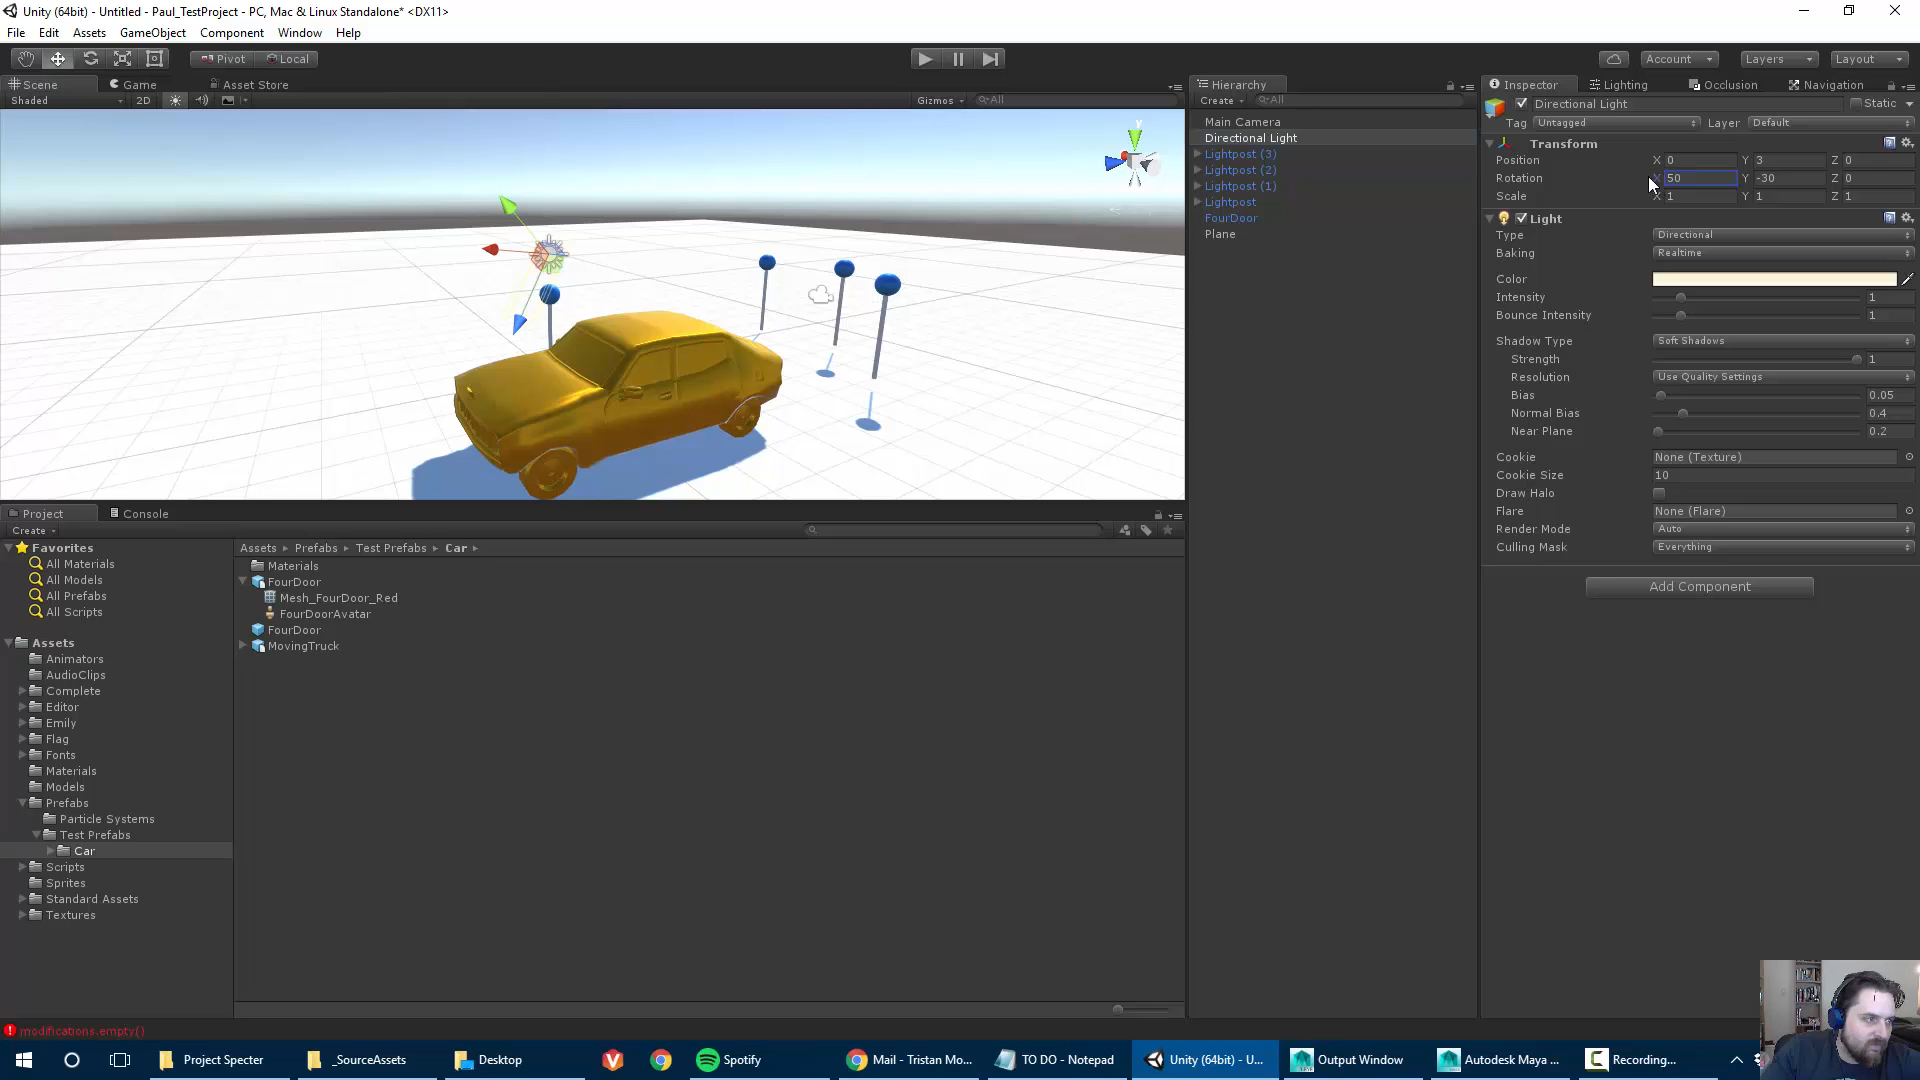 Unity (64bit) - Untitled - Paul_TestProject - PC, Mac & Linux Standalone* <DX11>
File Edit Assets GameObject Component Window Help
Pivot Local Account Layers Layout
Scene Game Asset Store
Shaded 2D Gizmos All
y
Hierarchy
Create All
Main Camera
Directional Light
Lightpost (3)
Lightpost (2)
Lightpost (1)
Lightpost
FourDoor
Plane
Inspector Lighting Occlusion Navigation
Directional Light Static
Tag Untagged Layer Default
Transform
Position X 0 Y 3 Z 0
Rotation X 50 Y -30 Z 0
Scale X 1 Y 1 Z 1
Light
Type Directional
Baking Realtime
Color
Intensity 1
Bounce Intensity 1
Shadow Type Soft Shadows
Strength 1
Resolution Use Quality Settings
Bias 0.05
Normal Bias 0.4
Near Plane 0.2
Cookie None (Texture)
Cookie Size 10
Draw Halo
Flare None (Flare)
Render Mode Auto
Culling Mask Everything
Add Component
Project Console
Create
Favorites
All Materials
All Models
All Prefabs
All Scripts
Assets
Animators
AudioClips
Complete
Editor
Emily
Flag
Fonts
Materials
Models
Prefabs
Particle Systems
Test Prefabs
Car
Scripts
Sprites
Standard Assets
Textures
Assets Prefabs Test Prefabs Car
Materials
FourDoor
Mesh_FourDoor_Red
FourDoorAvatar
FourDoor
MovingTruck
modifications.empty()
Project Specter _SourceAssets Desktop Spotify Mail - Tristan Mo... TO DO - Notepad Unity (64bit) - U... Output Window Autodesk Maya ... Recording...